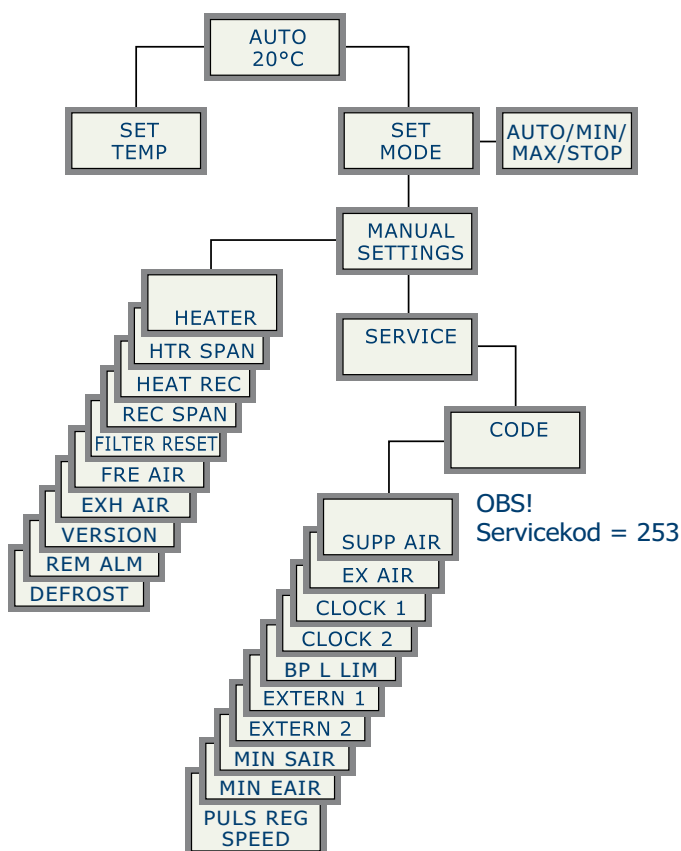 AUTO
20°C
SET
TEMP
SET
MODE
AUTO/MIN/
MAX/STOP
MANUAL
SETTINGS
HEATER
HTR SPAN
HEAT REC
REC SPAN
FILTER RESET
FRE AIR
EXH AIR
VERSION
REM ALM
DEFROST
SERVICE
CODE
OBS!
Servicekod = 253
SUPP AIR
EX AIR
CLOCK 1
CLOCK 2
BP L LIM
EXTERN 1
EXTERN 2
MIN SAIR
MIN EAIR
PULS REG
SPEED